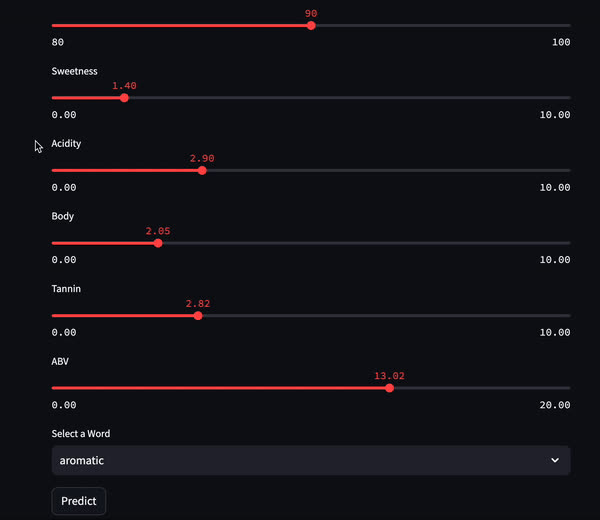 90
80 100
Sweetness
1.40
0.00 10.00
Acidity
2.90
0.00 10.00
Body
2.05
0.00 10.00
Tannin
2.82
0.00 10.00
ABV
13.02
0.00 20.00
Select a Word
aromatic
Predict